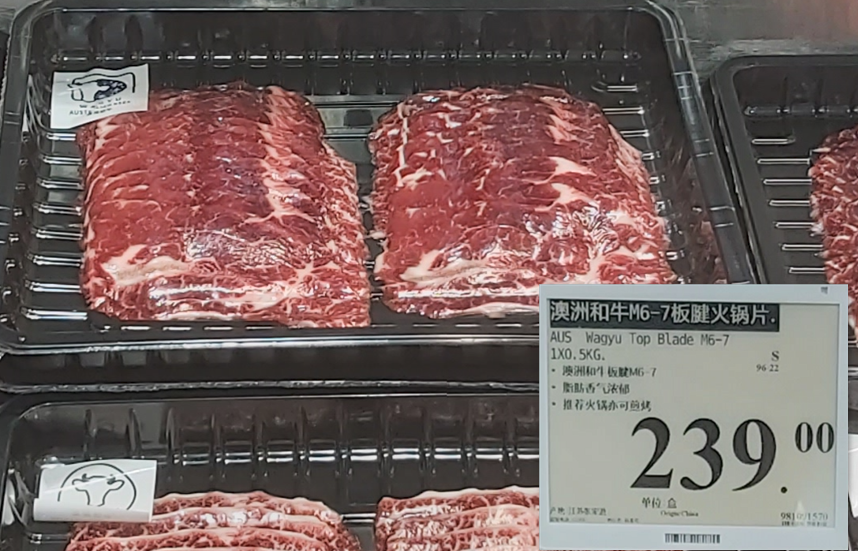 澳洲和牛M6-7板腱火锅片.
AUS Wagyu Top Blade M6-7
1X0.5KG.
S
96-22
• 澳洲和牛板腱M6-7
• 脂肪香气浓郁
• 推荐火锅亦可煎烤
239.00
单位:盒
Origin:China